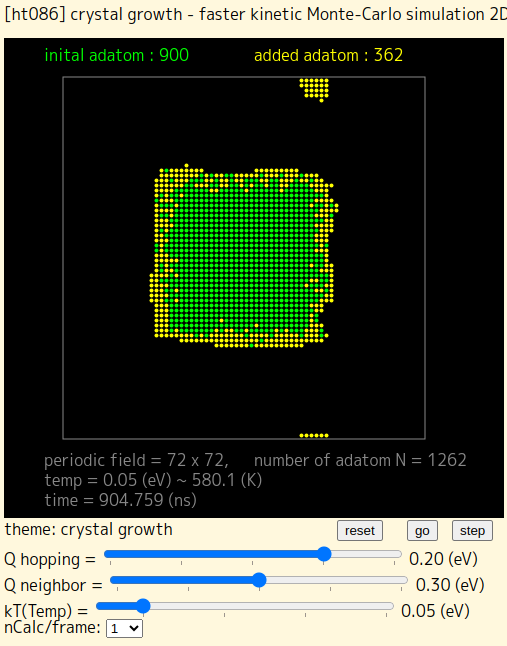 [ht086] crystal growth - faster kinetic Monte-Carlo simulation 2D
inital adatom : 900 added adatom : 362
periodic field = 72 x 72, number of adatom N = 1262
temp = 0.05 (eV) ~ 580.1 (K)
time = 904.759 (ns)
theme: crystal growth reset go step
Q hopping = 0.20 (eV)
Q neighbor = 0.30 (eV)
kT(Temp) = 0.05 (eV)
nCalc/frame: 1